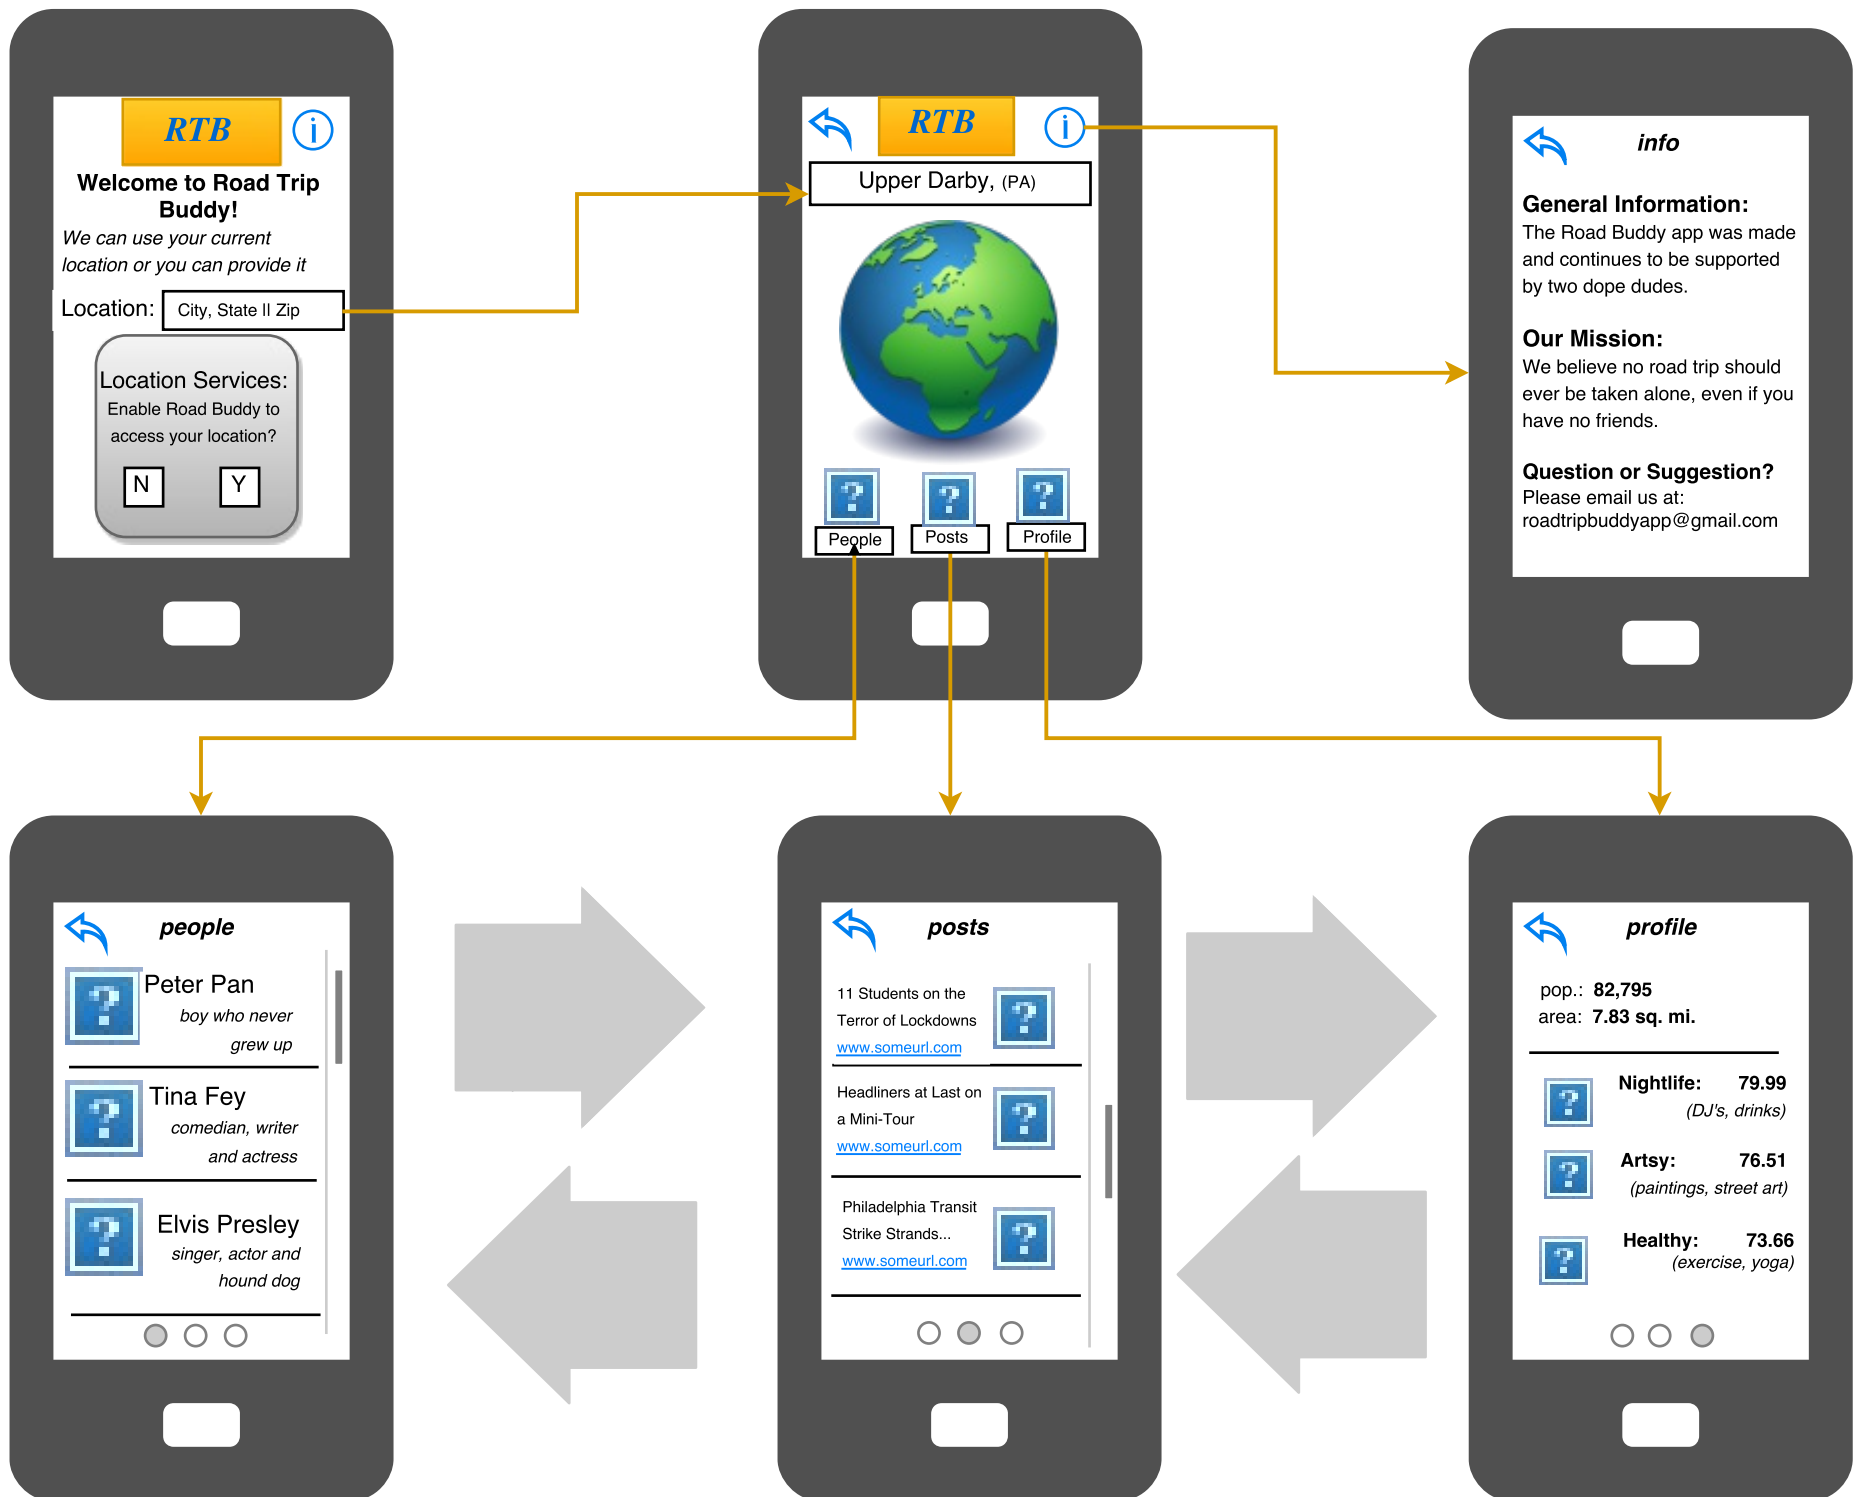 RTB
i
Welcome to Road Trip
Buddy!
We can use your current
location or you can provide it
Location: City, State || Zip
Location Services:
Enable Road Buddy to
access your location?
N Y
RTB
i
Upper Darby, (PA)
? ? ?
People Posts Profile
info
General Information:
The Road Buddy app was made
and continues to be supported
by two dope dudes.
Our Mission:
We believe no road trip should
ever be taken alone, even if you
have no friends.
Question or Suggestion?
Please email us at:
roadtripbuddyapp@gmail.com
people
?
Peter Pan
boy who never
grew up
?
Tina Fey
comedian, writer
and actress
?
Elvis Presley
singer, actor and
hound dog
posts
11 Students on the
Terror of Lockdowns
www.someurl.com
?
Headliners at Last on
a Mini-Tour
www.someurl.com
?
Philadelphia Transit
Strike Strands...
www.someurl.com
?
profile
pop.: 82,795
area: 7.83 sq. mi.
?
Nightlife: 79.99
(DJ's, drinks)
?
Artsy: 76.51
(paintings, street art)
?
Healthy: 73.66
(exercise, yoga)